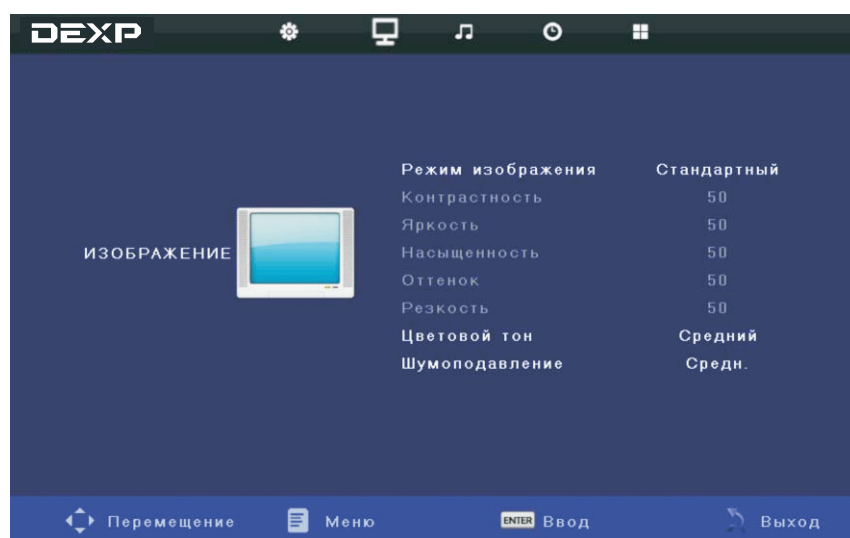 DEXP
Режим изображения Стандартный
Контрастность 50
Яркость 50
ИЗОБРАЖЕНИЕ
Насыщенность 50
Оттенок 50
Резкость 50
Цветовой тон Средний
Шумоподавление Средн.
Перемещение Меню ENTER Ввод Выход